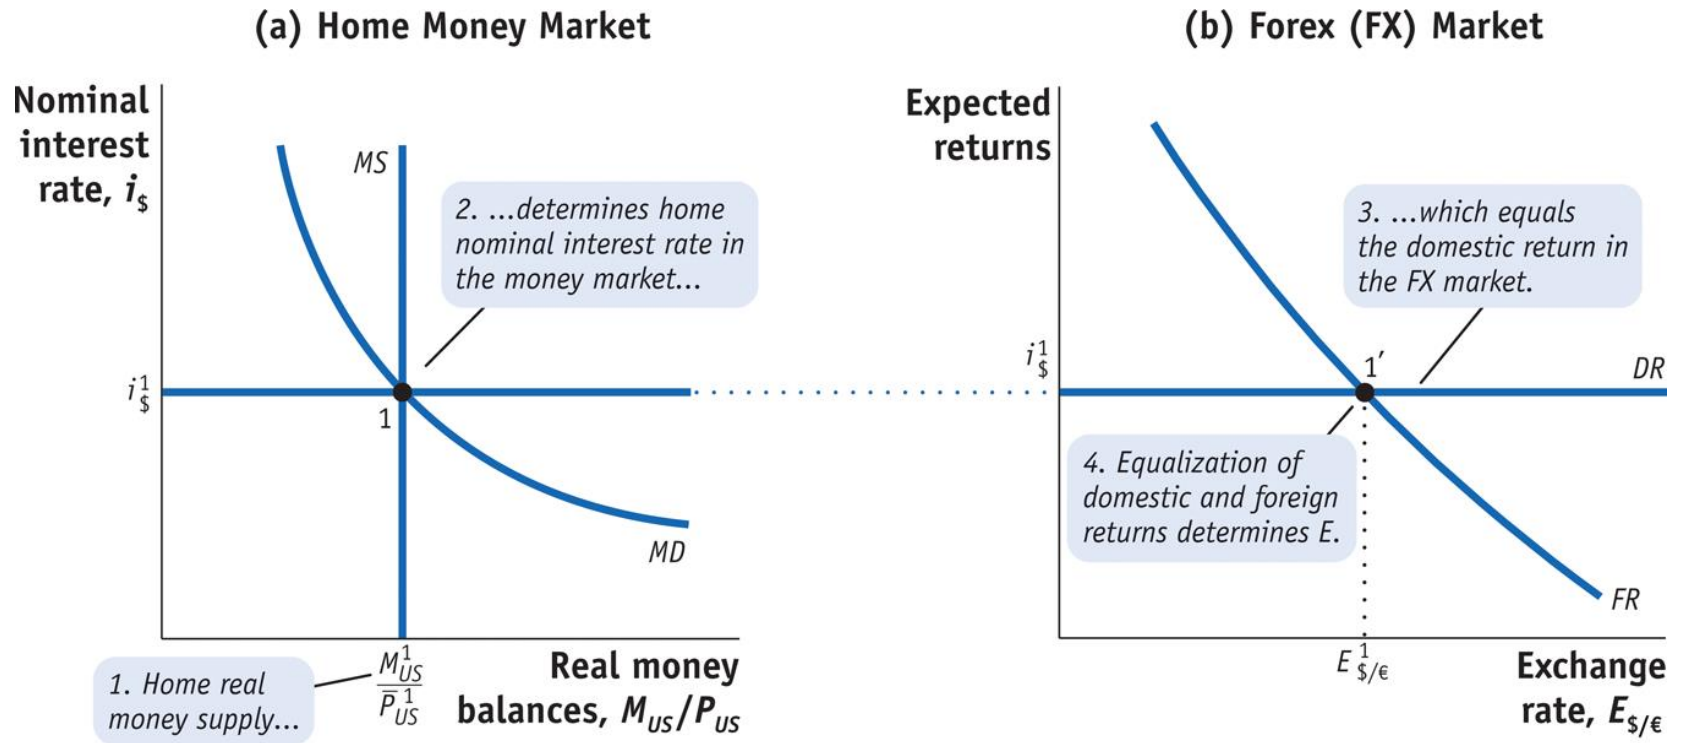 (a) Home Money Market
Nominal
interest
rate, i$
MS
2. ...determines home
nominal interest rate in
the money market...
i¹$
1
MD
M¹US
P̅¹US
1. Home real
money supply...
Real money
balances, MUS/PUS
(b) Forex (FX) Market
Expected
returns
3. ...which equals
the domestic return in
the FX market.
i¹$
1′
DR
4. Equalization of
domestic and foreign
returns determines E.
FR
E¹$/€
Exchange
rate, E$/€